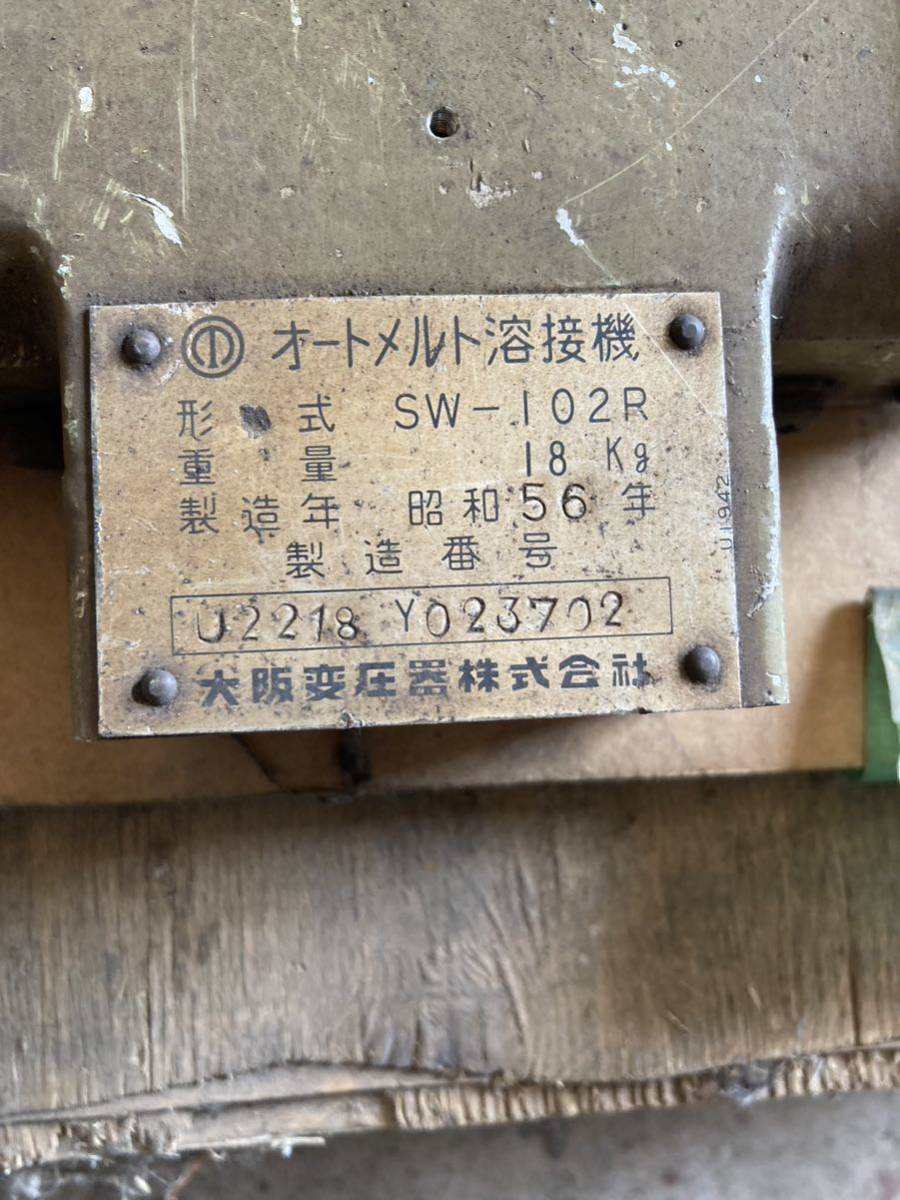 オートメルト溶接機
形式 SW-102R
重量 18 Kg
製造年 昭和56年
製造番号
U2218 Y023702
大阪変圧器株式会社
U1942